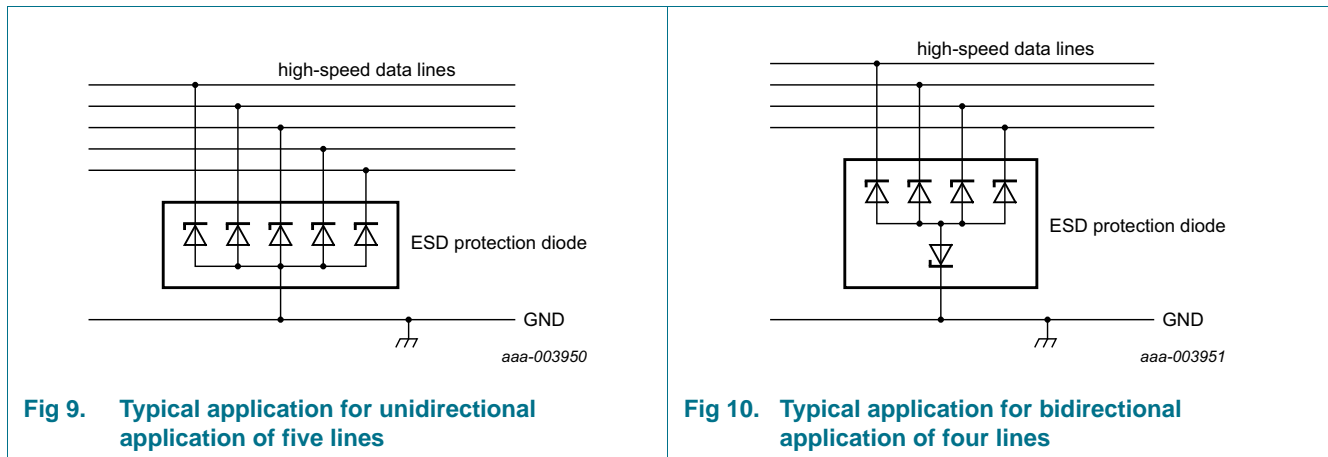 high-speed data lines
ESD protection diode
GND
aaa-003950
Fig 9. Typical application for unidirectional
application of five lines
high-speed data lines
ESD protection diode
GND
aaa-003951
Fig 10. Typical application for bidirectional
application of four lines